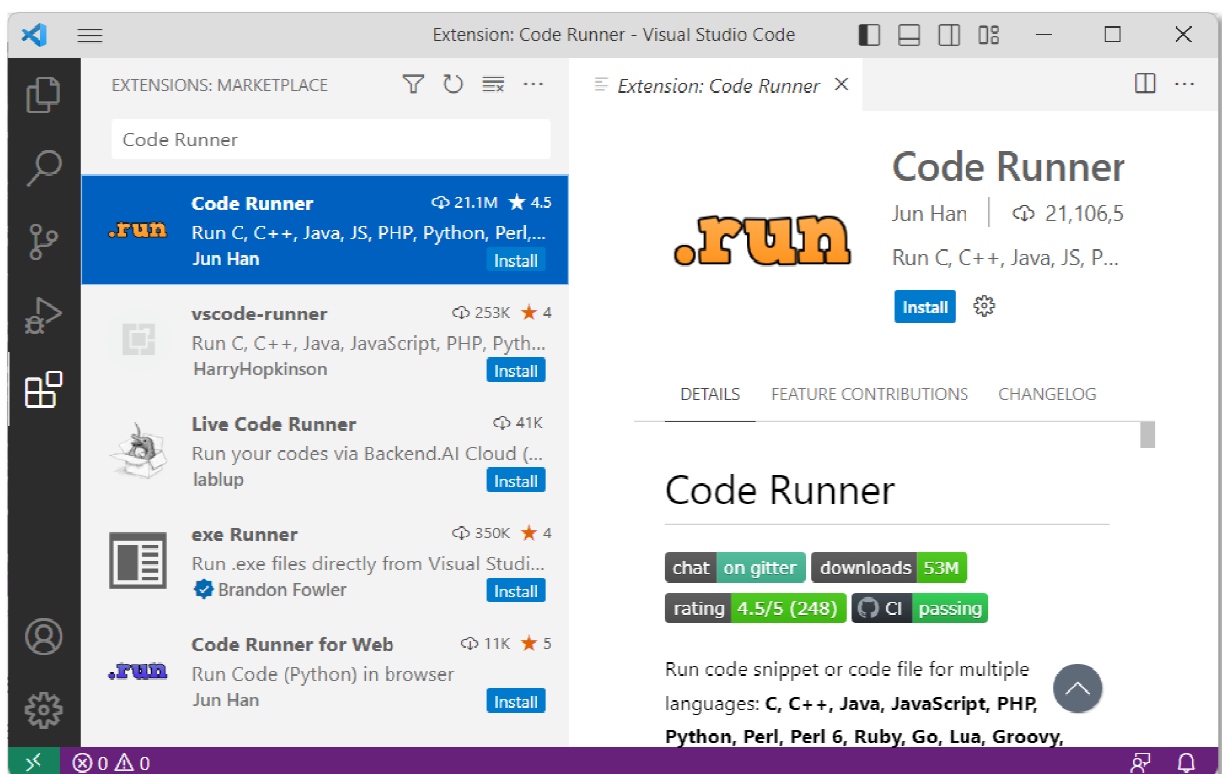 Extension: Code Runner - Visual Studio Code
EXTENSIONS: MARKETPLACE
Code Runner
.run
Code Runner 21.1M ★ 4.5
Run C, C++, Java, JS, PHP, Python, Perl,...
Jun Han Install
vscode-runner 253K ★ 4
Run C, C++, Java, JavaScript, PHP, Pyth...
HarryHopkinson Install
Live Code Runner 41K
Run your codes via Backend.AI Cloud (...
lablup Install
exe Runner 350K ★ 4
Run .exe files directly from Visual Studi...
Brandon Fowler Install
.run
Code Runner for Web 11K ★ 5
Run Code (Python) in browser
Jun Han Install
Extension: Code Runner
.run
Code Runner
Jun Han 21,106,5
Run C, C++, Java, JS, P...
Install
DETAILS FEATURE CONTRIBUTIONS CHANGELOG
Code Runner
chat on gitter downloads 53M
rating 4.5/5 (248) CI passing
Run code snippet or code file for multiple
languages: C, C++, Java, JavaScript, PHP,
Python, Perl, Perl 6, Ruby, Go, Lua, Groovy,
0 0